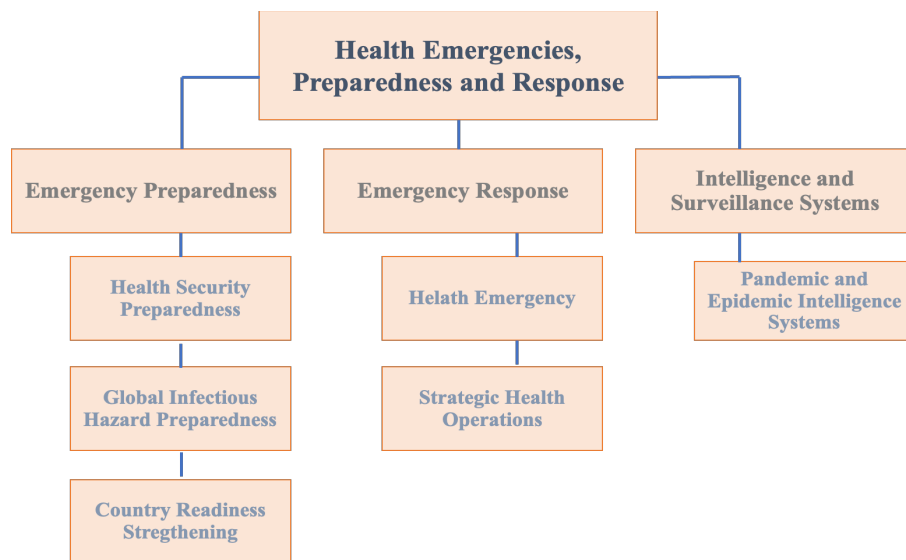 Health Emergencies,
Preparedness and Response
Emergency Preparedness
Emergency Response
Intelligence and
Surveillance Systems
Health Security
Preparedness
Helath Emergency
Pandemic and
Epidemic Intelligence
Systems
Global Infectious
Hazard Preparedness
Strategic Health
Operations
Country Readiness
Stregthening